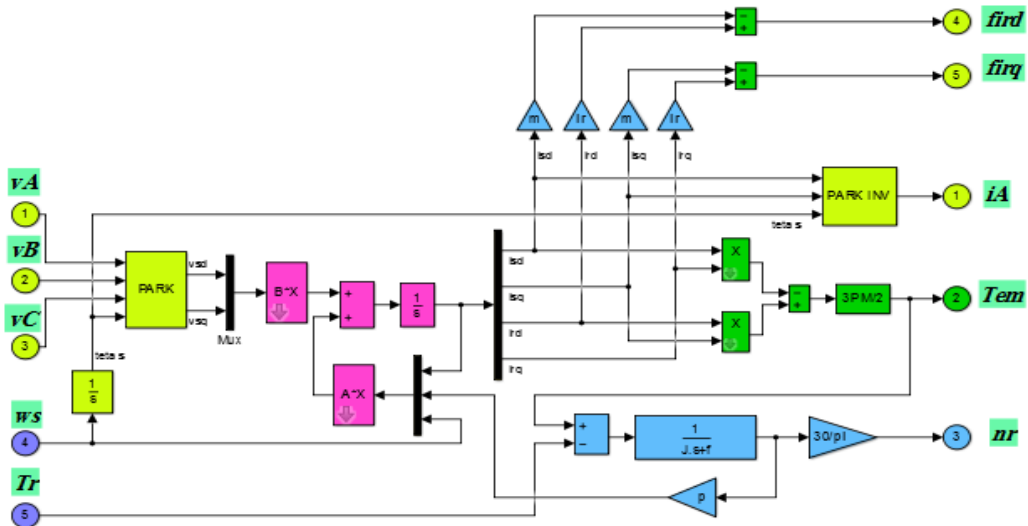 4
fird
5
firq
m
lr
m
lr
isd
ird
isq
irq
vA
1
PARK INV
1
iA
teta s
vB
2
PARK
vsd
vsq
Mux
B*X
+
+
1
s
isd
isq
ird
irq
X
X
−
+
3PM/2
2
Tem
vC
3
teta s
1
s
A*X
ws
4
+
−
1
J.s+f
30/pi
3
nr
p
Tr
5
−
+
−
+